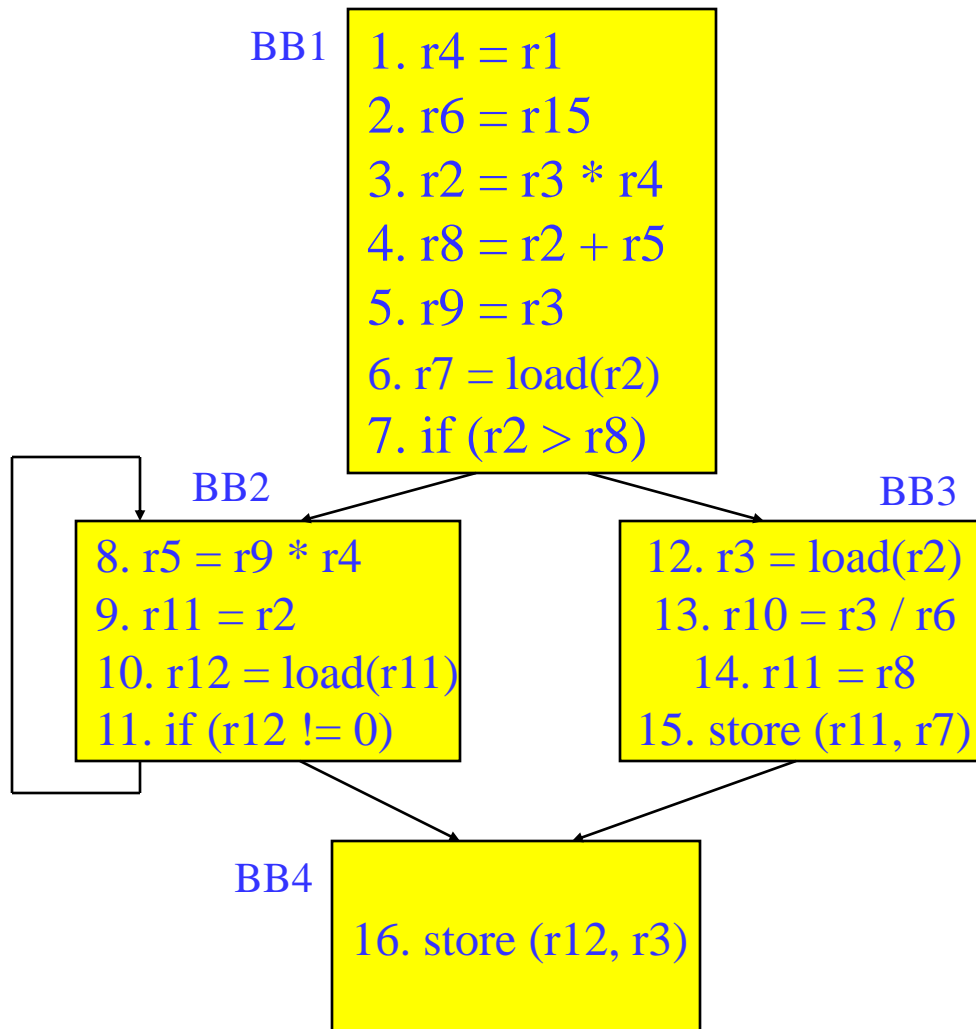 BB1
1. r4 = r1
2. r6 = r15
3. r2 = r3 * r4
4. r8 = r2 + r5
5. r9 = r3
6. r7 = load(r2)
7. if (r2 > r8)
BB2
8. r5 = r9 * r4
9. r11 = r2
10. r12 = load(r11)
11. if (r12 != 0)
BB3
12. r3 = load(r2)
13. r10 = r3 / r6
14. r11 = r8
15. store (r11, r7)
BB4
16. store (r12, r3)